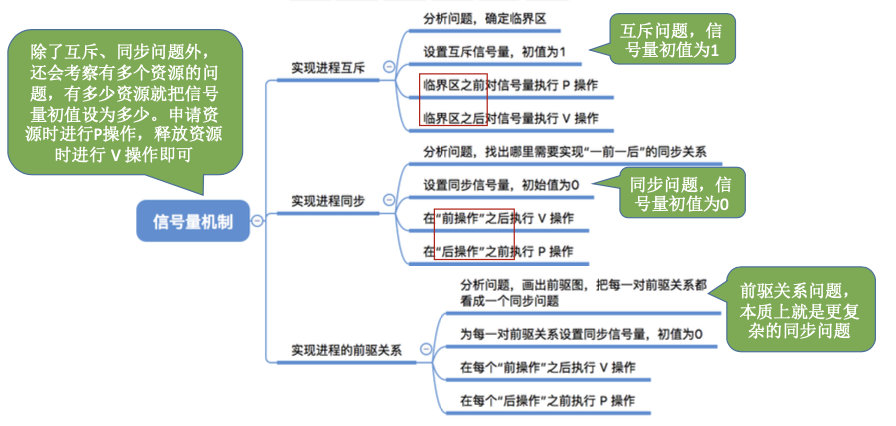 除了互斥、同步问题外，
还会考察有多个资源的问
题，有多少资源就把信号
量初值设为多少。申请资
源时进行P操作，释放资源
时进行 V 操作即可
信号量机制
实现进程互斥
分析问题，确定临界区
设置互斥信号量，初值为1
互斥问题，信
号量初值为1
临界区之前对信号量执行 P 操作
临界区之后对信号量执行 V 操作
实现进程同步
分析问题，找出哪里需要实现“一前一后”的同步关系
设置同步信号量，初始值为0
同步问题，信
号量初值为0
在“前操作”之后执行 V 操作
在“后操作”之前执行 P 操作
实现进程的前驱关系
分析问题，画出前驱图，把每一对前驱关系都
看成一个同步问题
前驱关系问题，
本质上就是更复
杂的同步问题
为每一对前驱关系设置同步信号量，初值为0
在每个“前操作”之后执行 V 操作
在每个“后操作”之前执行 P 操作